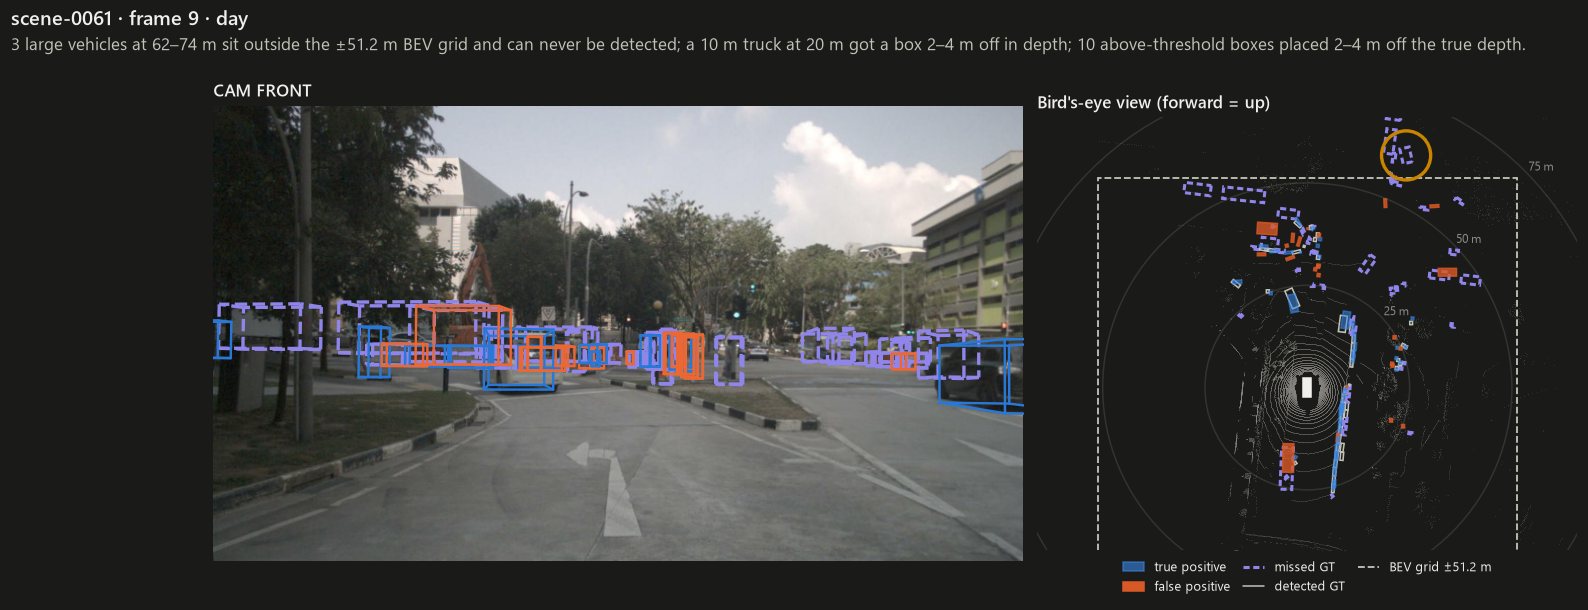 scene-0061 · frame 9 · day
3 large vehicles at 62–74 m sit outside the ±51.2 m BEV grid and can never be detected; a 10 m truck at 20 m got a box 2–4 m off in depth; 10 above-threshold boxes placed 2–4 m off the true depth.
CAM FRONT
Bird's-eye view (forward = up)
75 m
50 m
25 m
true positive
missed GT
BEV grid ±51.2 m
false positive
detected GT